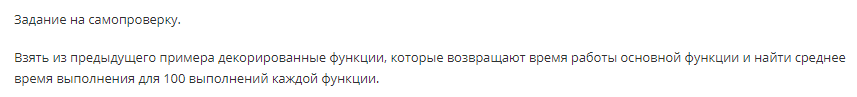 Задание на самопроверку.
Взять из предыдущего примера декорированные функции, которые возвращают время работы основной функции и найти среднее
время выполнения для 100 выполнений каждой функции.